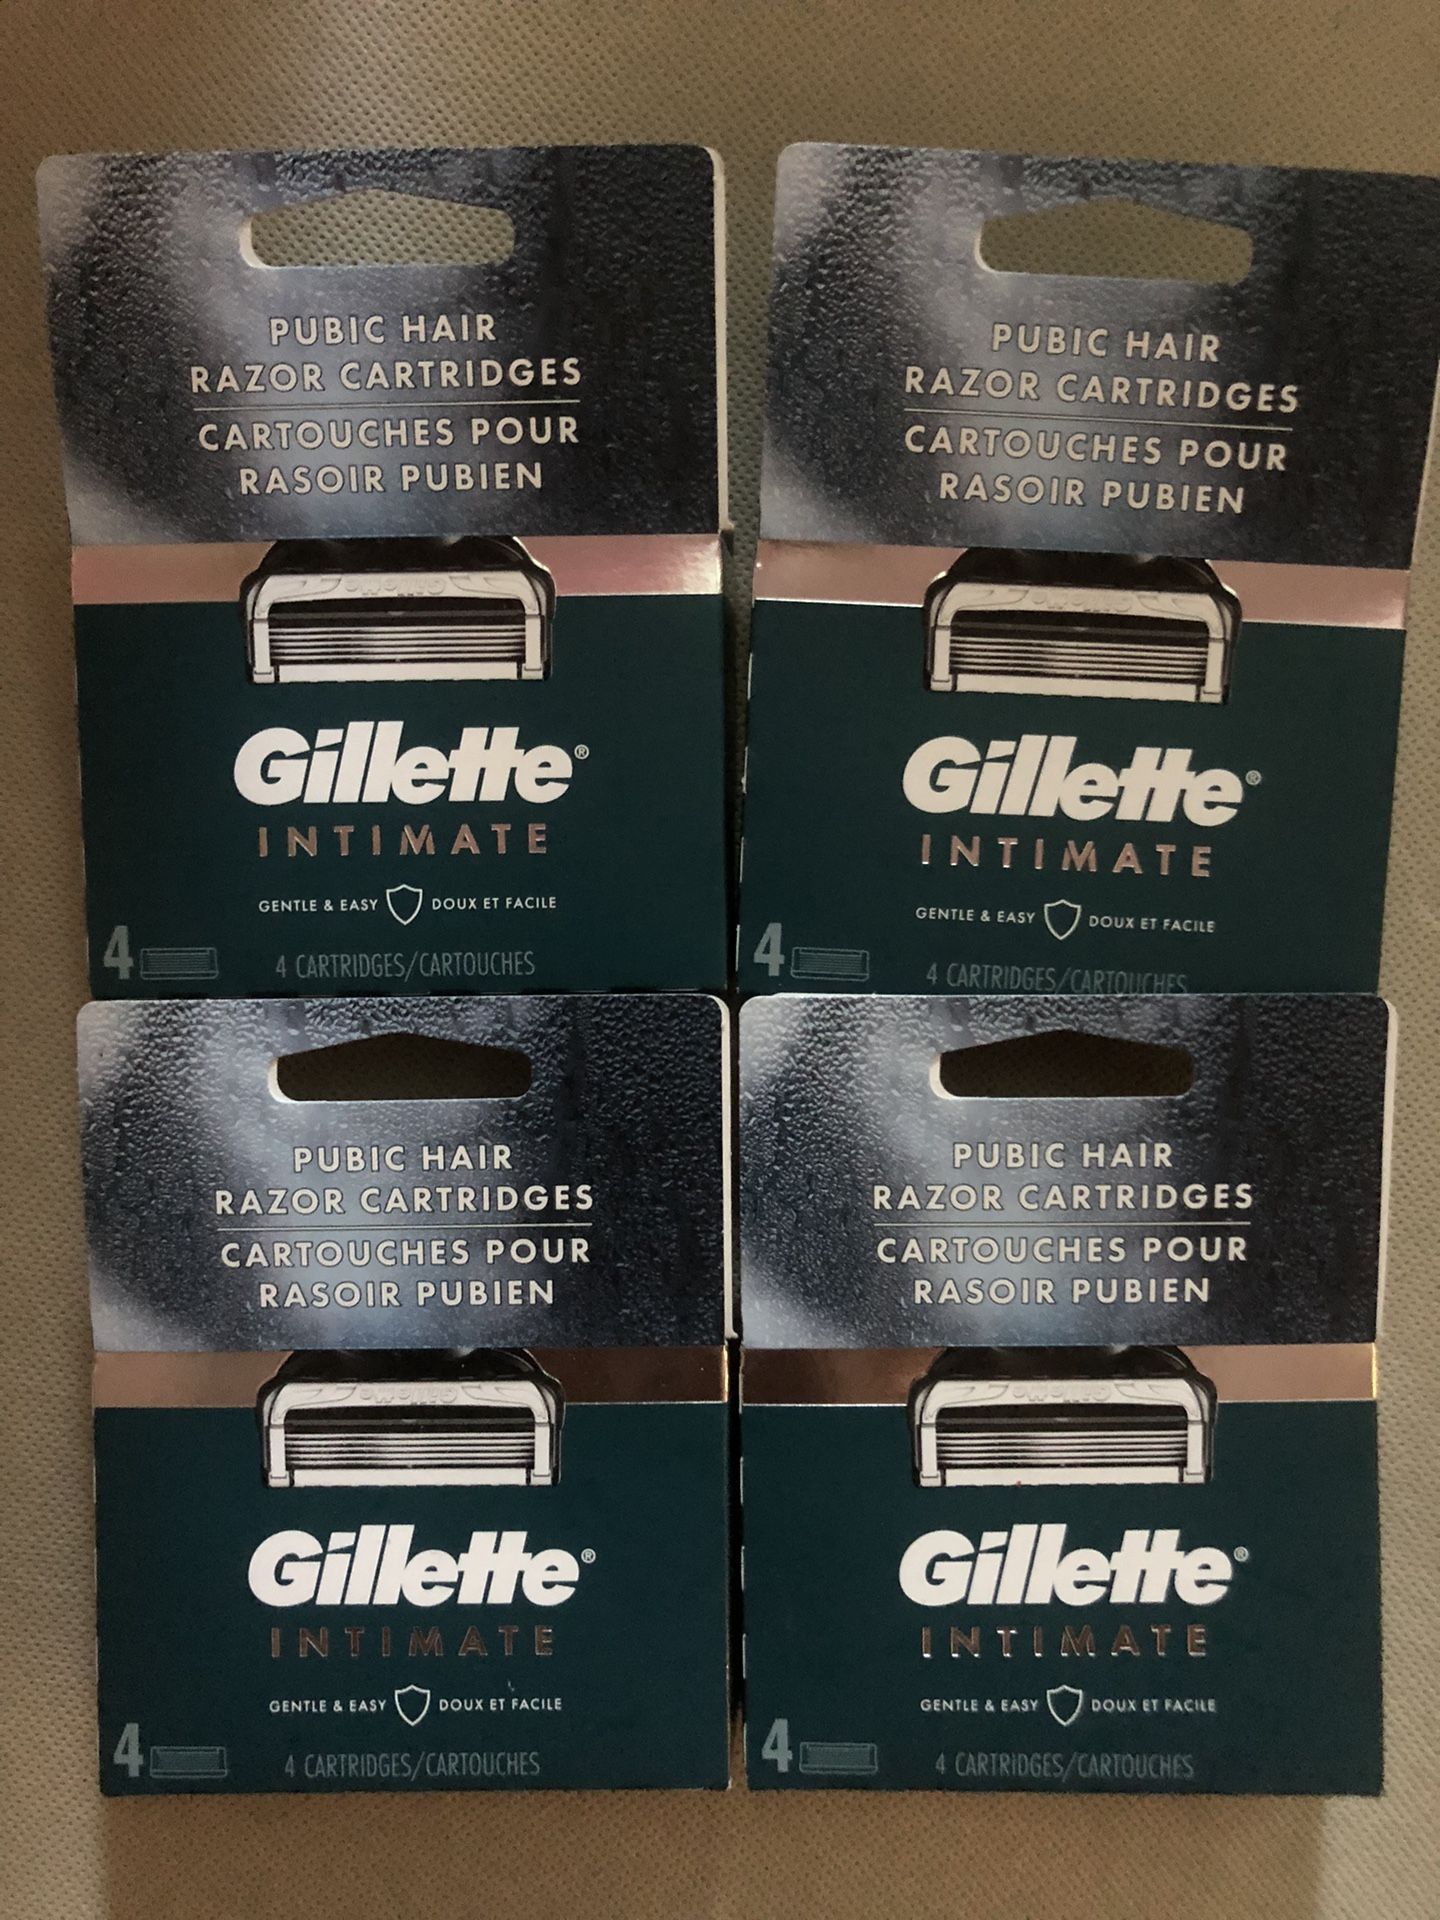 PUBIC HAIR
RAZOR CARTRIDGES
CARTOUCHES POUR
RASOIR PUBIEN
Gillette
Gillette®
INTIMATE
GENTLE & EASY DOUX ET FACILE
4
4 CARTRIDGES/CARTOUCHES
PUBIC HAIR
RAZOR CARTRIDGES
CARTOUCHES POUR
RASOIR PUBIEN
Gillette
Gillette®
INTIMATE
GENTLE & EASY DOUX ET FACILE
4
4 CARTRIDGES/CARTOUCHES
PUBIC HAIR
RAZOR CARTRIDGES
CARTOUCHES POUR
RASOIR PUBIEN
Gillette
Gillette®
INTIMATE
GENTLE & EASY DOUX ET FACILE
4
4 CARTRIDGES/CARTOUCHES
PUBIC HAIR
RAZOR CARTRIDGES
CARTOUCHES POUR
RASOIR PUBIEN
Gillette
Gillette®
INTIMATE
GENTLE & EASY DOUX ET FACILE
4
4 CARTRIDGES/CARTOUCHES